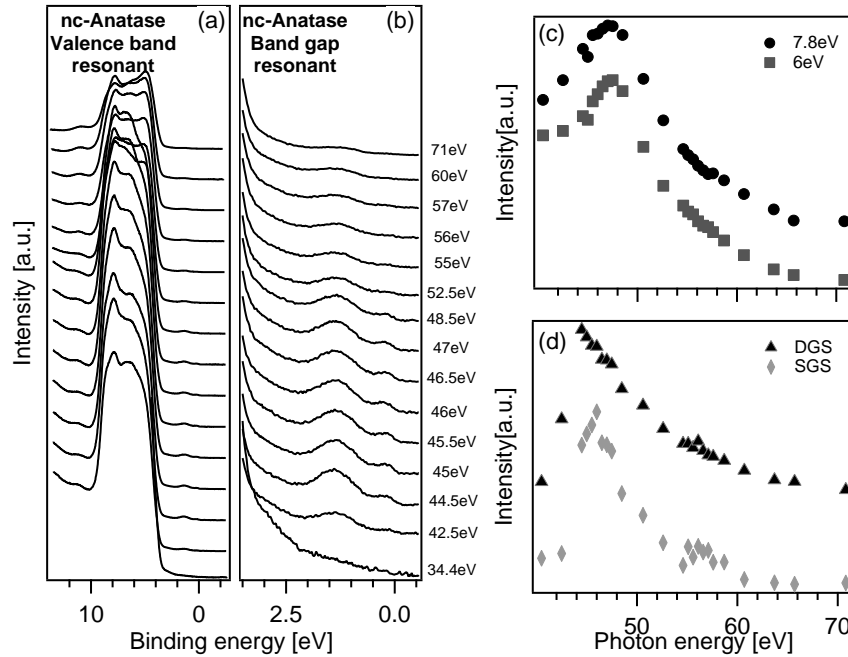 nc-Anatase
Valence band
resonant
(a)
nc-Anatase
Band gap
resonant
(b)
71eV
60eV
57eV
56eV
55eV
52.5eV
48.5eV
47eV
46.5eV
46eV
45.5eV
45eV
44.5eV
42.5eV
34.4eV
Intensity [a.u.]
10
0
2.5
0.0
Binding energy [eV]
(c)
7.8eV
6eV
Intensity[a.u.]
(d)
DGS
SGS
Intensity[a.u.]
50
60
70
Photon energy [eV]